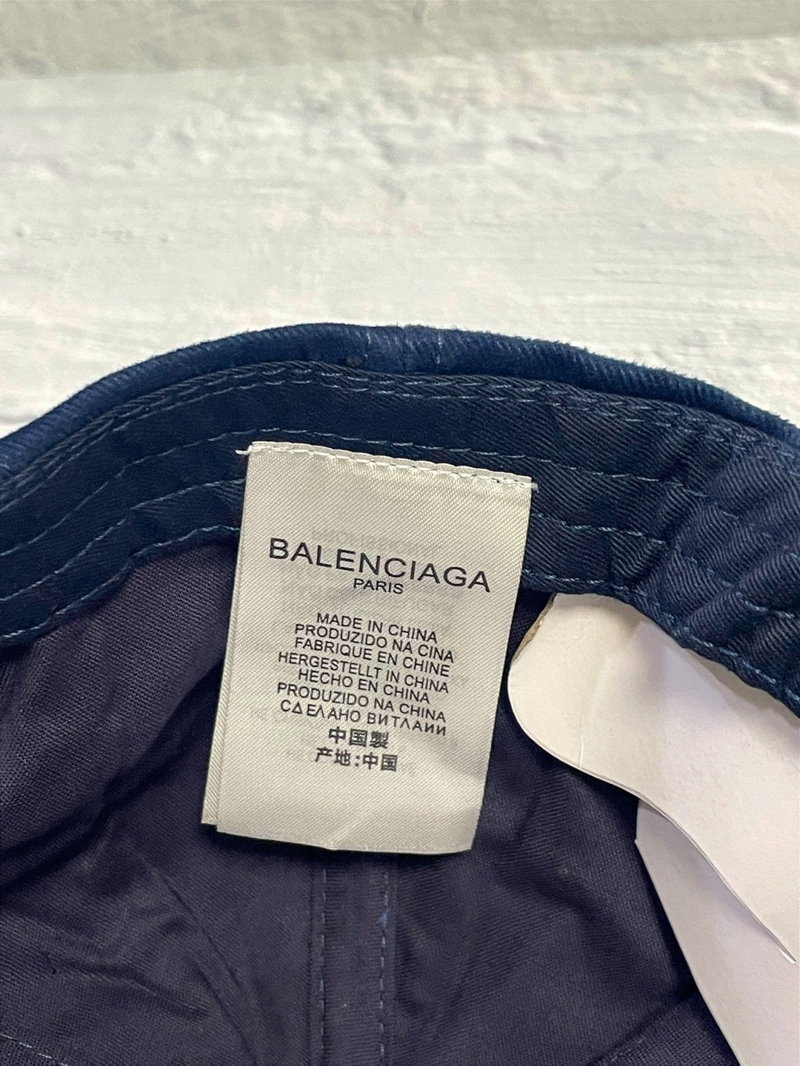 BALENCIAGA
PARIS
MADE IN CHINA
PRODUZIDO NA CINA
FABRIQUE EN CHINE
HERGESTELLT IN CHINA
HECHO EN CHINA
PRODUZIDO NA CHINA
СДЕЛАНО ВИТЛАИИ
中国製
产地:中国